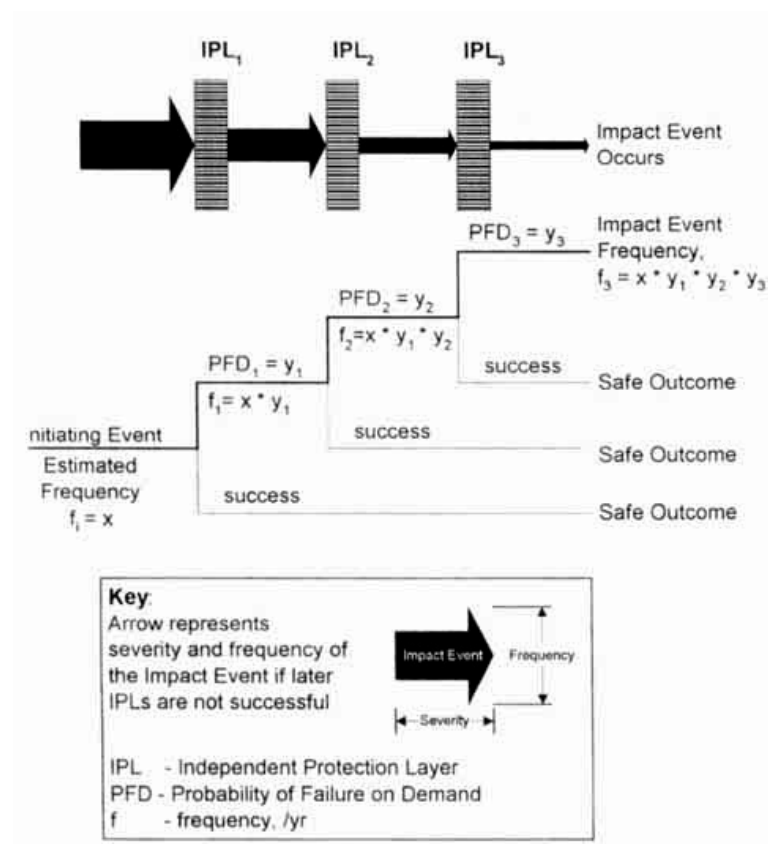 IPL₁ IPL₂ IPL₃
Impact Event
Occurs
PFD₃ = y₃
Impact Event
Frequency,
f₃ = x * y₁ * y₂ * y₃
PFD₂ = y₂
f₂=x * y₁ * y₂
PFD₁ = y₁
f₁= x * y₁
success
Safe Outcome
nitiating Event
success
Safe Outcome
Estimated
Frequency
fᵢ = x
success
Safe Outcome
Key:
Arrow represents
severity and frequency of
the Impact Event if later
IPLs are not successful
Impact Event
Frequency
Severity
IPL - Independent Protection Layer
PFD - Probability of Failure on Demand
f - frequency, /yr